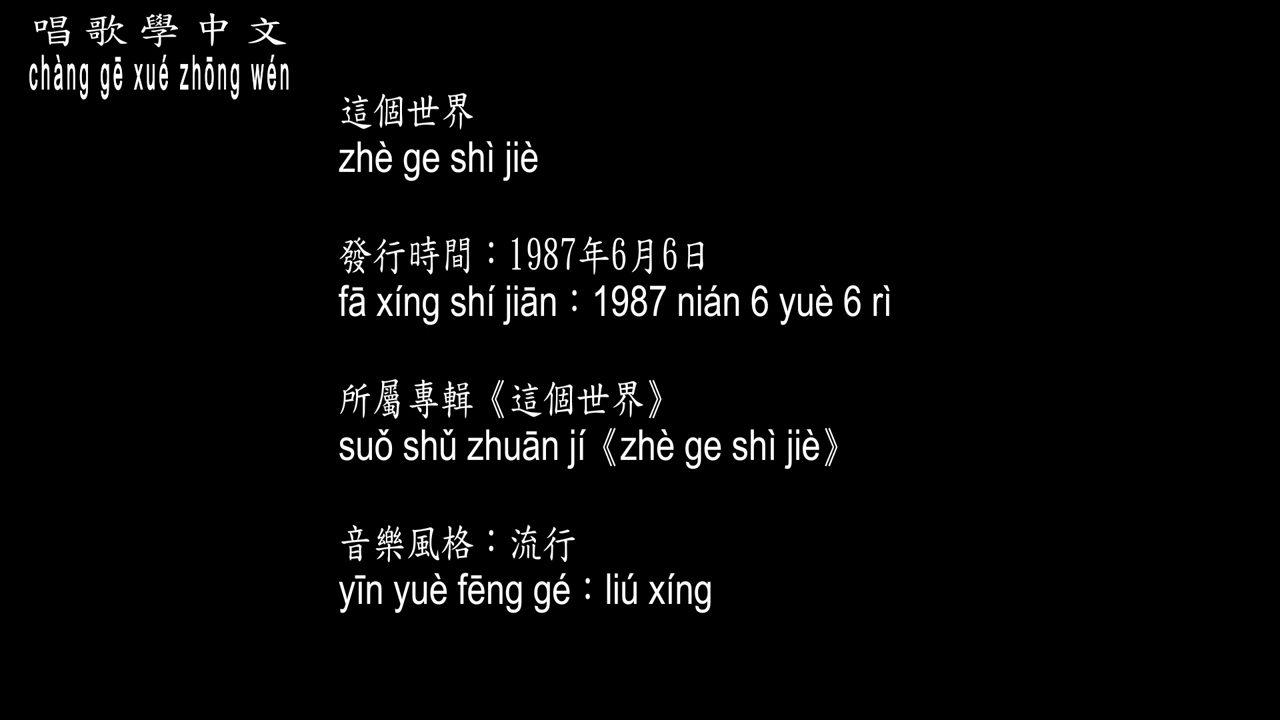 唱歌學中文
chàng gē xué zhōng wén
這個世界
zhè ge shì jiè
發行時間：1987年6月6日
fā xíng shí jiān：1987 nián 6 yuè 6 rì
所屬專輯《這個世界》
suǒ shǔ zhuān jí《zhè ge shì jiè》
音樂風格：流行
yīn yuè fēng gé：liú xíng